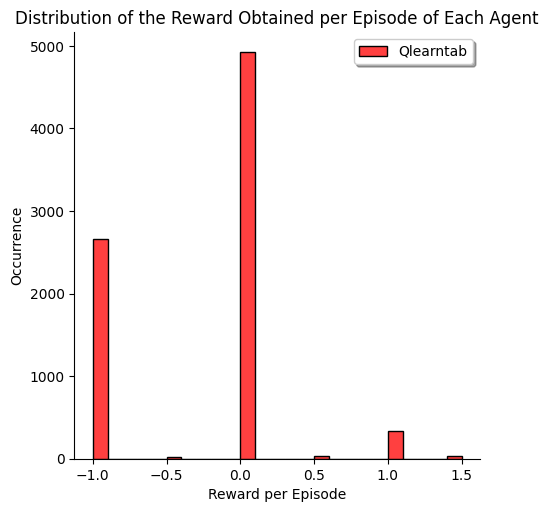 Distribution of the Reward Obtained per Episode of Each Agent
Qlearntab
Occurrence
5000
4000
3000
2000
1000
0
−1.0 −0.5 0.0 0.5 1.0 1.5
Reward per Episode